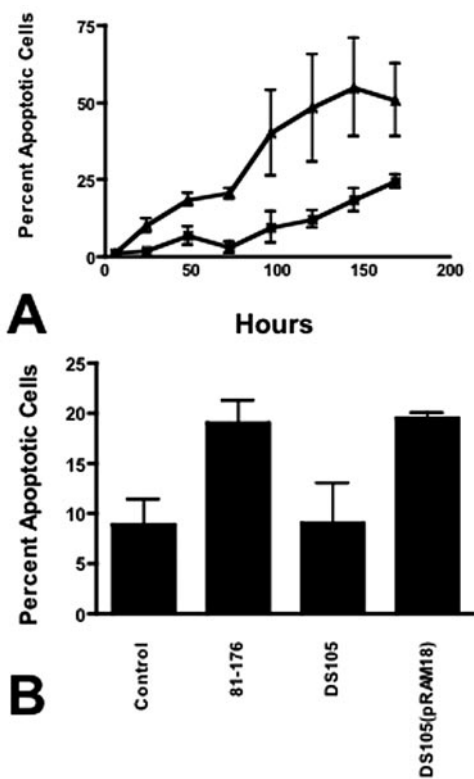 Percent Apoptotic Cells
75
50
25
0
0 50 100 150 200
A
Hours
Percent Apoptotic Cells
25
20
15
10
5
0
Control
81-176
DS105
DS105(pRAM18)
B